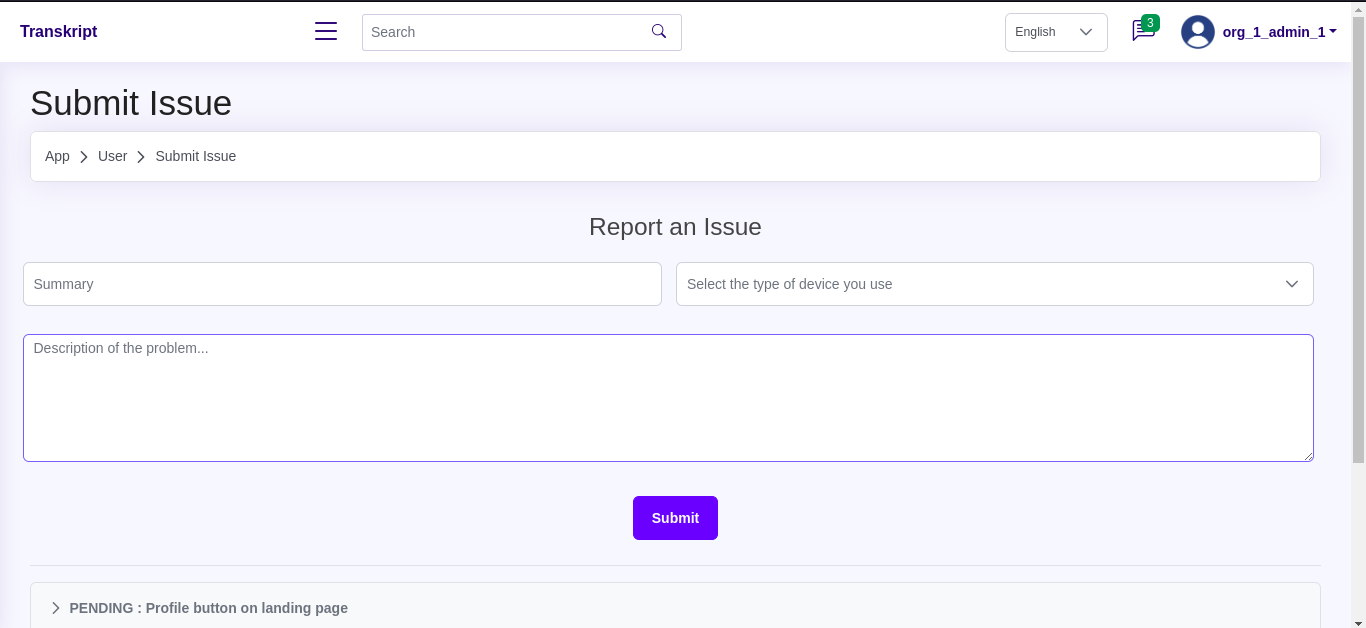 Transkript
Search
English
3
org_1_admin_1
Submit Issue
App User Submit Issue
Report an Issue
Summary
Select the type of device you use
Description of the problem...
Submit
PENDING : Profile button on landing page